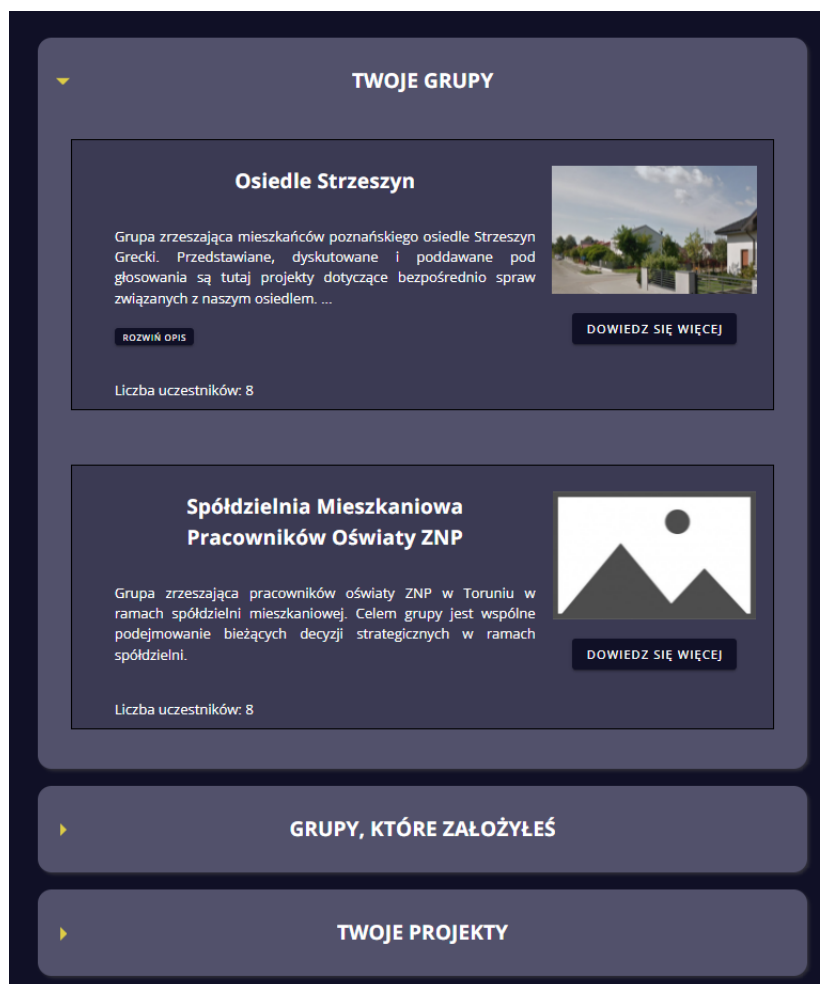 TWOJE GRUPY
Osiedle Strzeszyn
Grupa zrzeszająca mieszkańców poznańskiego osiedle Strzeszyn
Grecki. Przedstawiane, dyskutowane i poddawane pod
głosowania są tutaj projekty dotyczące bezpośrednio spraw
związanych z naszym osiedlem. ...
ROZWIŃ OPIS
DOWIEDZ SIĘ WIĘCEJ
Liczba uczestników: 8
Spółdzielnia Mieszkaniowa
Pracowników Oświaty ZNP
Grupa zrzeszająca pracowników oświaty ZNP w Toruniu w
ramach spółdzielni mieszkaniowej. Celem grupy jest wspólne
podejmowanie bieżących decyzji strategicznych w ramach
spółdzielni.
DOWIEDZ SIĘ WIĘCEJ
Liczba uczestników: 8
GRUPY, KTÓRE ZAŁOŻYŁEŚ
TWOJE PROJEKTY